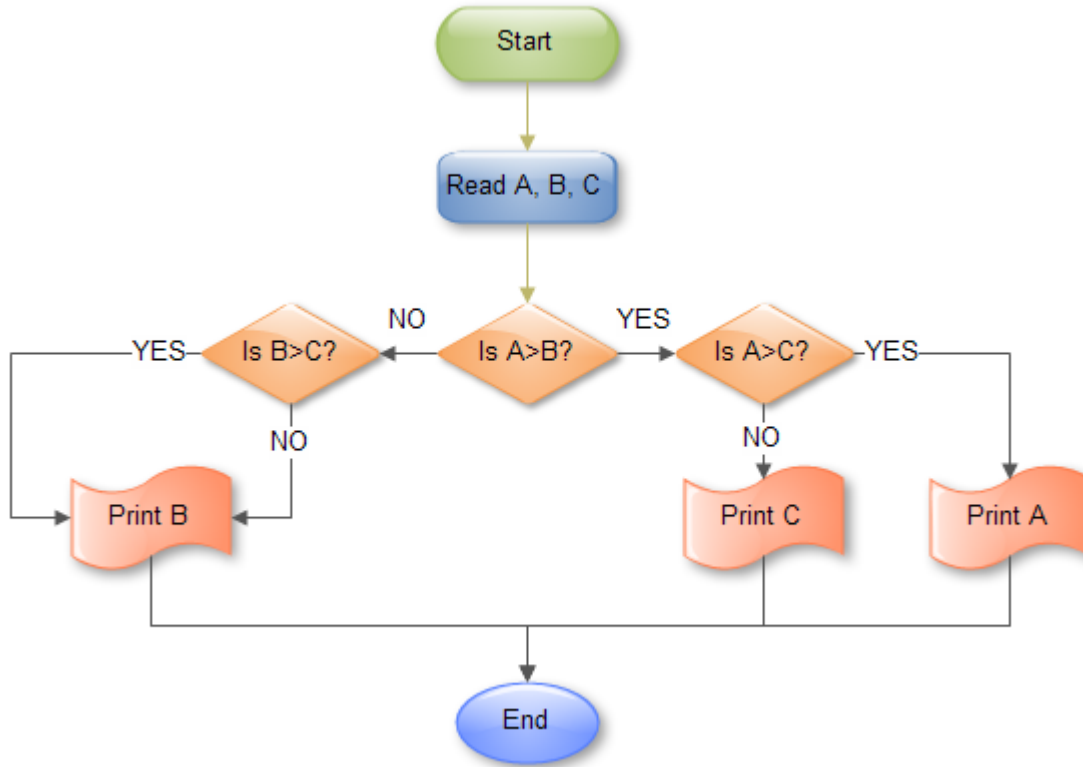 Start
Read A, B, C
NO
YES
YES
Is B>C?
Is A>B?
Is A>C?
YES
NO
NO
Print B
Print C
Print A
End